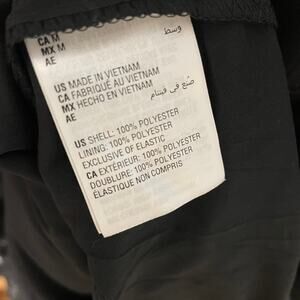 CA M
MX M
AE وسط
US MADE IN VIETNAM
CA FABRIQUÉ AU VIETNAM
MX HECHO EN VIETNAM
AE صنع في فيتنام
US SHELL: 100% POLYESTER
LINING: 100% POLYESTER
EXCLUSIVE OF ELASTIC
CA EXTÉRIEUR: 100% POLYESTER
DOUBLURE: 100% POLYESTER
ÉLASTIQUE NON COMPRIS